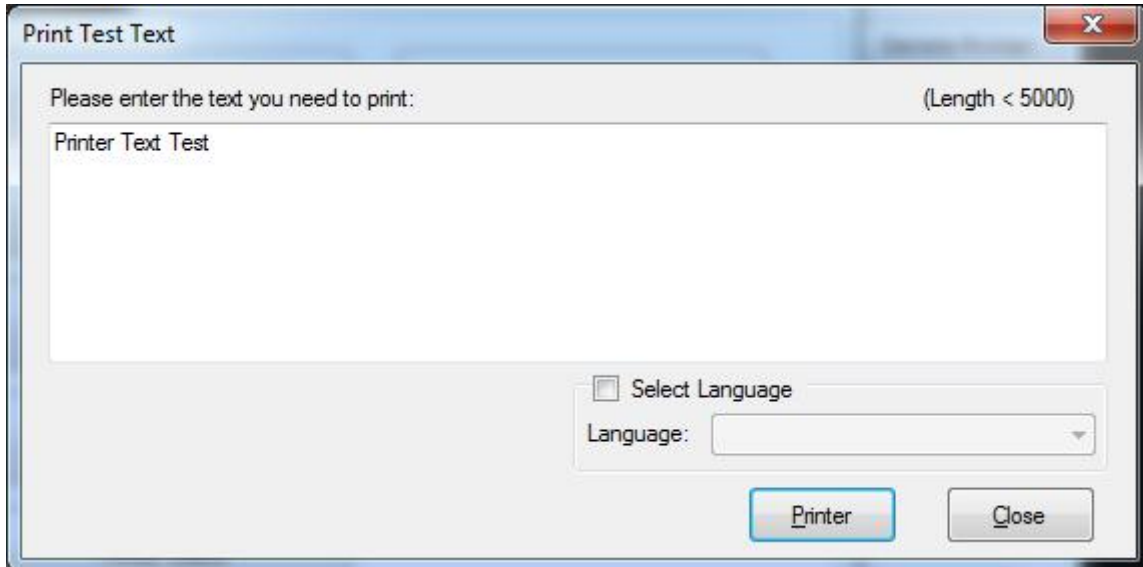 Print Test Text
Please enter the text you need to print: (Length < 5000)
Printer Text Test
Select Language
Language:
Printer Close